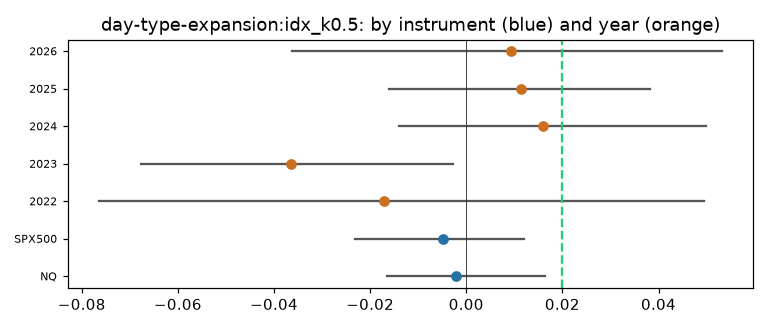 day-type-expansion:idx_k0.5: by instrument (blue) and year (orange)
2026
2025
2024
2023
2022
SPX500
NQ
−0.08 −0.06 −0.04 −0.02 0.00 0.02 0.04